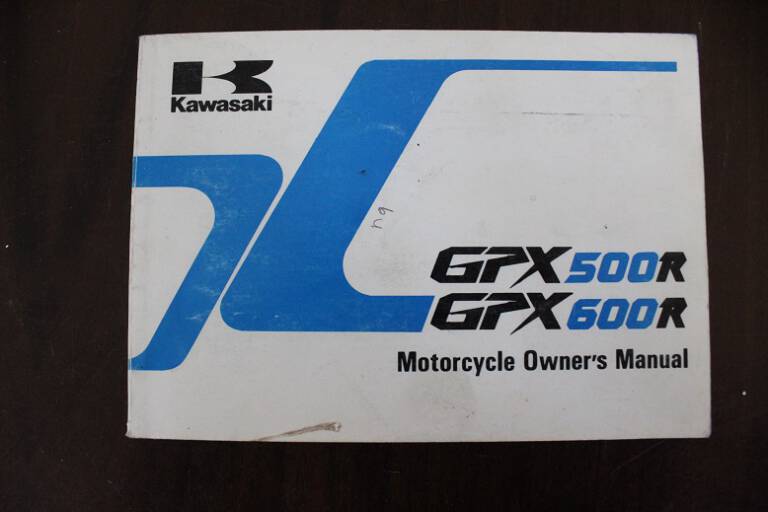 Kawasaki
GPX500R
GPX600R
Motorcycle Owner's Manual